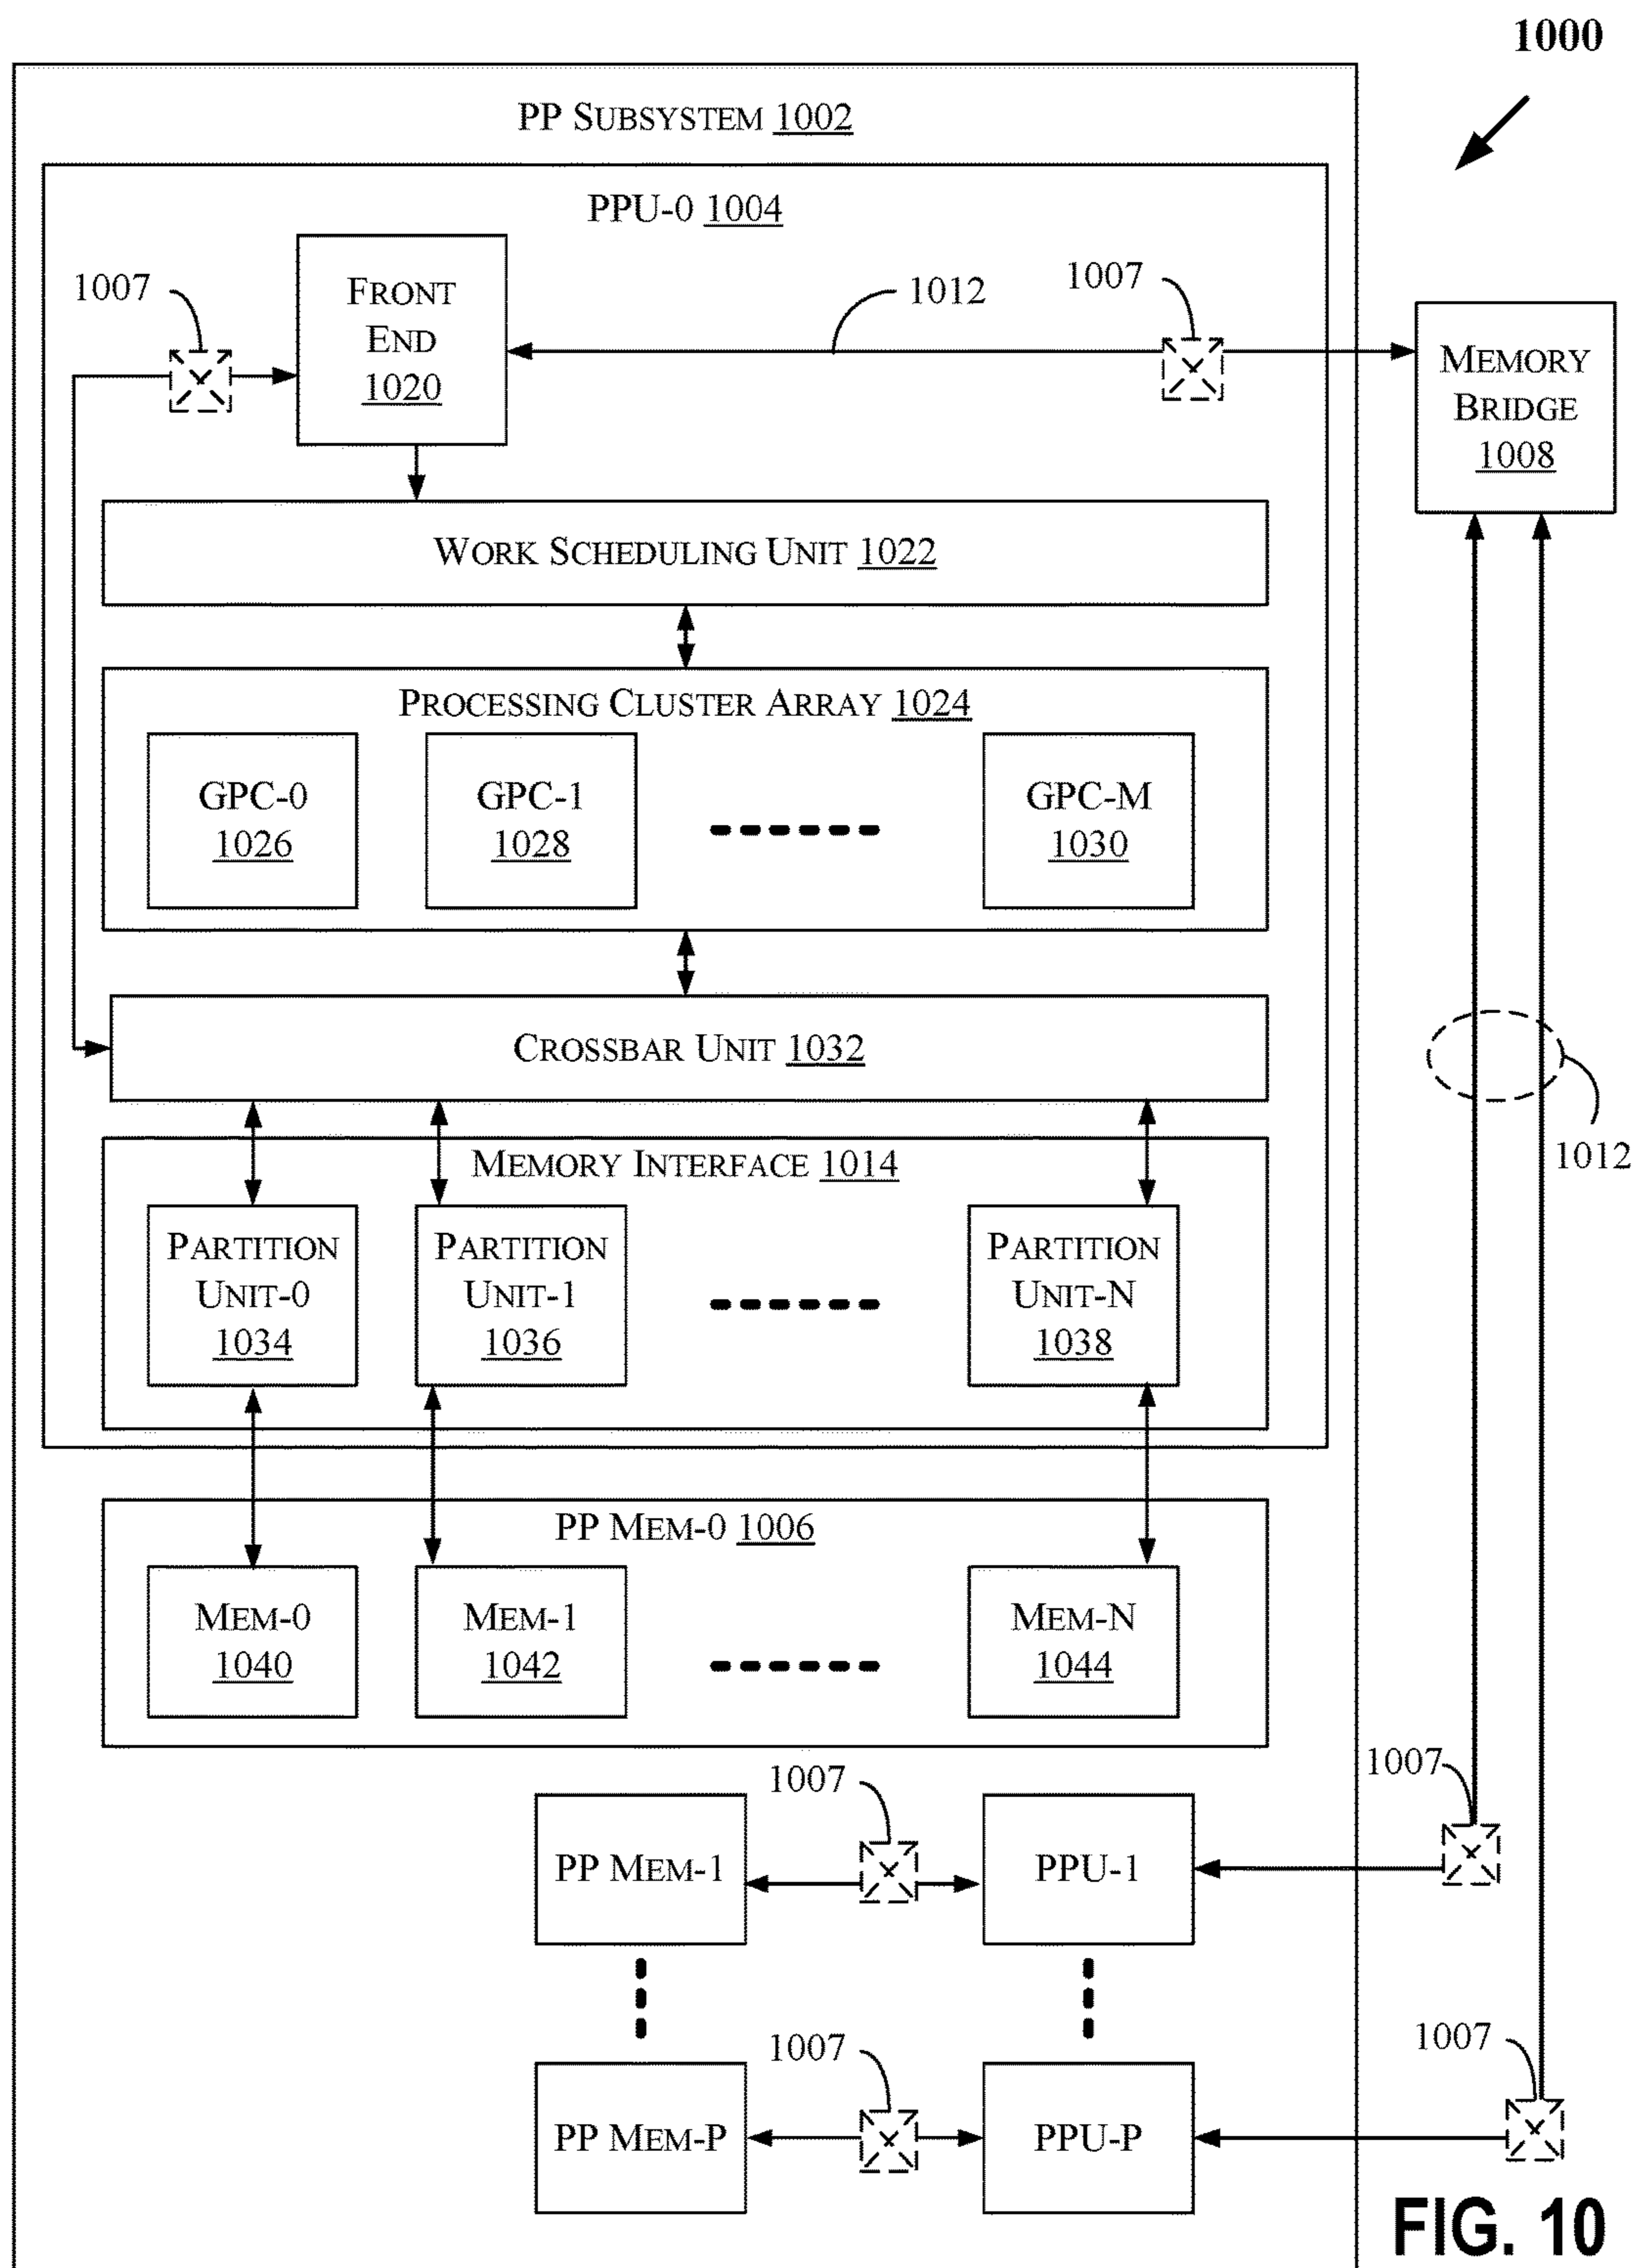 1000
PP SUBSYSTEM 1002
PPU-0 1004
1007
FRONT
END
1020
1012
1007
MEMORY
BRIDGE
1008
WORK SCHEDULING UNIT 1022
PROCESSING CLUSTER ARRAY 1024
GPC-0
1026
GPC-1
1028
GPC-M
1030
CROSSBAR UNIT 1032
1012
MEMORY INTERFACE 1014
PARTITION
UNIT-0
1034
PARTITION
UNIT-1
1036
PARTITION
UNIT-N
1038
PP MEM-0 1006
MEM-0
1040
MEM-1
1042
MEM-N
1044
1007
1007
PP MEM-1
PPU-1
1007
1007
PP MEM-P
PPU-P
FIG. 10